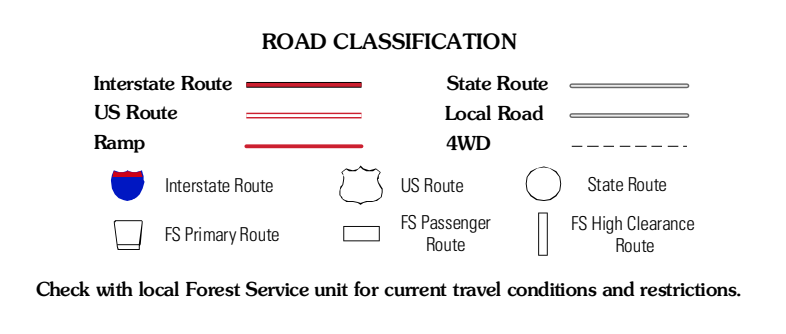 ROAD CLASSIFICATION
Interstate Route State Route
US Route Local Road
Ramp 4WD
Interstate Route US Route State Route
FS Primary Route FS Passenger Route FS High Clearance Route
Check with local Forest Service unit for current travel conditions and restrictions.